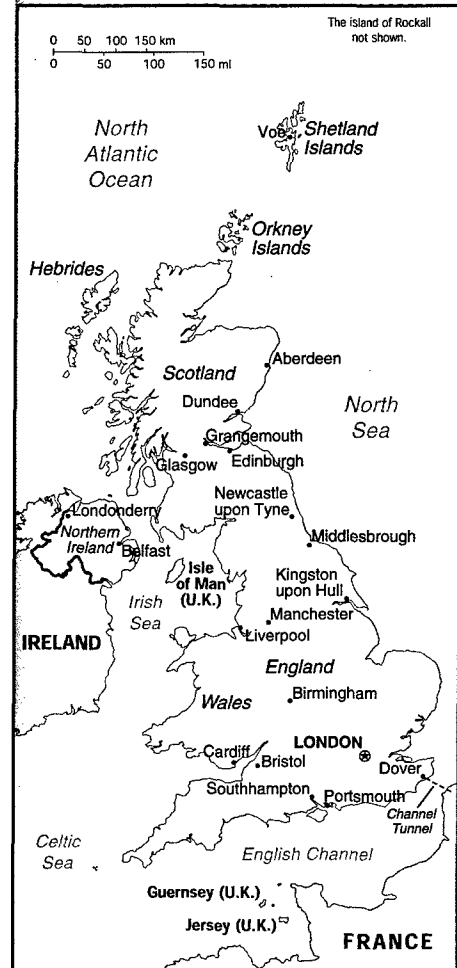 The island of Rockall
not shown.
0 50 100 150 km
0 50 100 150 mi
North
Atlantic
Ocean
Voe
Shetland
Islands
Orkney
Islands
Hebrides
Aberdeen
Scotland
Dundee
North
Sea
Grangemouth
Glasgow
Edinburgh
Newcastle
upon Tyne
Londonderry
Northern
Ireland
Belfast
Middlesbrough
Isle
of Man
(U.K.)
Kingston
upon Hull
Irish
Sea
Manchester
Liverpool
IRELAND
England
Wales
Birmingham
LONDON
Cardiff
Bristol
Dover
Southhampton
Portsmouth
Channel
Tunnel
Celtic
Sea
English Channel
Guernsey (U.K.)
Jersey (U.K.)
FRANCE